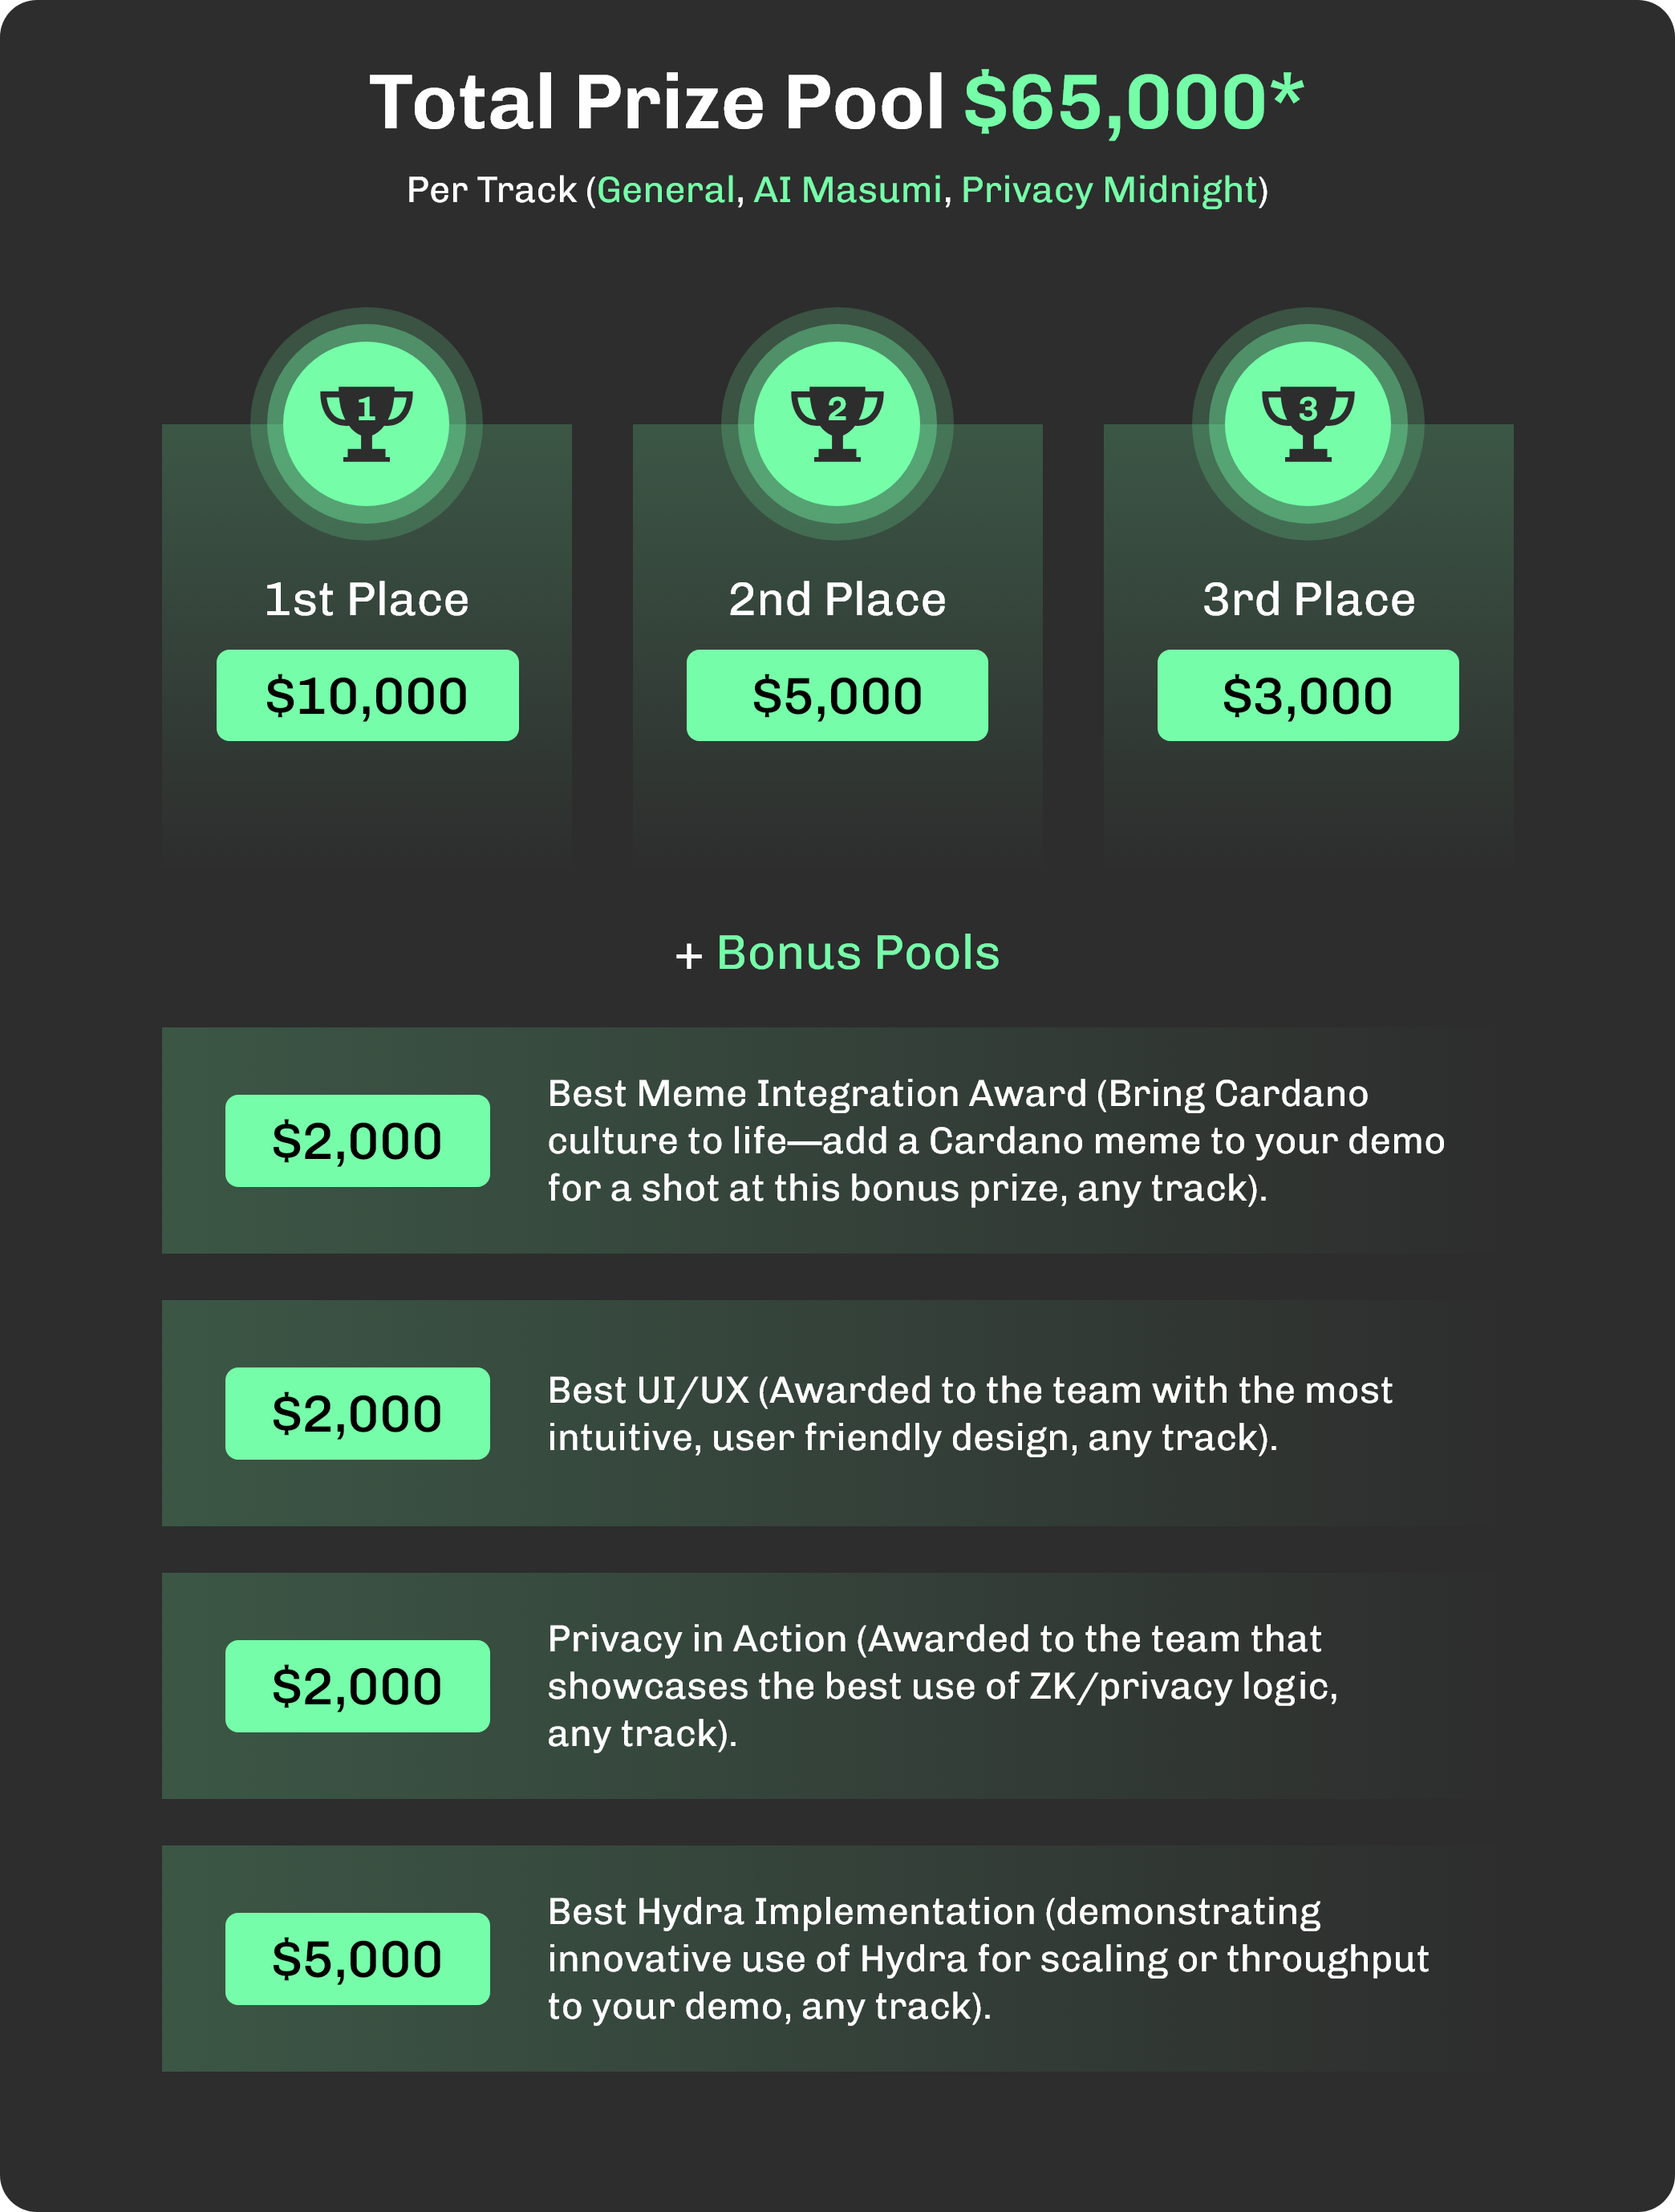 Total Prize Pool $65,000*
Per Track (General, AI Masumi, Privacy Midnight)
1
2
3
1st Place
2nd Place
3rd Place
$10,000
$5,000
$3,000
+ Bonus Pools
$2,000
Best Meme Integration Award (Bring Cardano
culture to life—add a Cardano meme to your demo
for a shot at this bonus prize, any track).
$2,000
Best UI/UX (Awarded to the team with the most
intuitive, user friendly design, any track).
$2,000
Privacy in Action (Awarded to the team that
showcases the best use of ZK/privacy logic,
any track).
$5,000
Best Hydra Implementation (demonstrating
innovative use of Hydra for scaling or throughput
to your demo, any track).